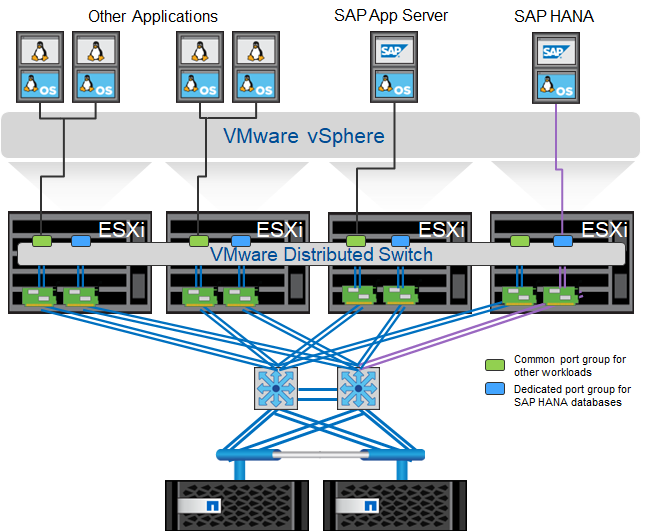 Other Applications
SAP App Server
SAP HANA
SAP
SAP
OS
OS
OS
OS
OS
OS
VMware vSphere
ESXi
ESXi
ESXi
ESXi
VMware Distributed Switch
Common port group for
other workloads
Dedicated port group for
SAP HANA databases